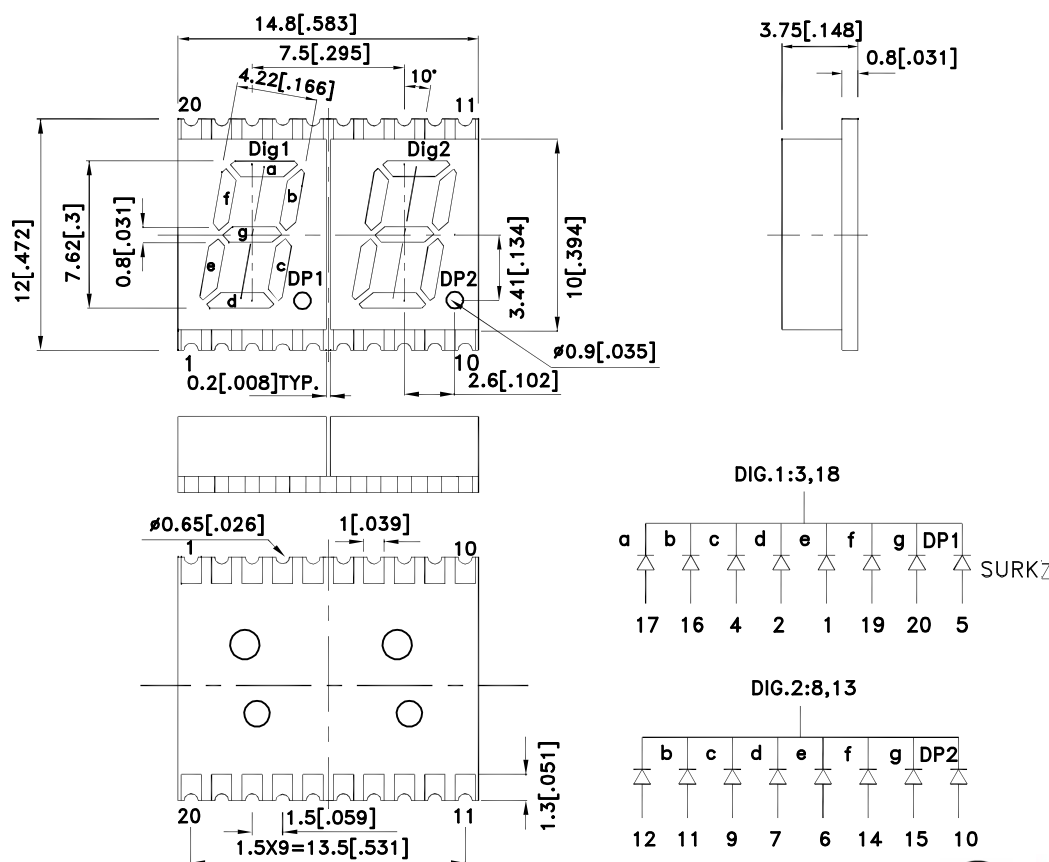 14.8[.583]
7.5[.295]
4.22[.166]
10°
20
11
Dig1
Dig2
a
f
b
g
e
c
d
DP1
DP2
12[.472]
7.62[.3]
0.8[.031]
3.41[.134]
10[.394]
1
10
0.2[.008]TYP.
2.6[.102]
ø0.9[.035]
3.75[.148]
0.8[.031]
ø0.65[.026]
1[.039]
1
10
20
11
1.5[.059]
1.5X9=13.5[.531]
1.3[.051]
DIG.1:3,18
a b c d e f g DP1
SURKZ
17 16 4 2 1 19 20 5
DIG.2:8,13
b c d e f g DP2
12 11 9 7 6 14 15 10